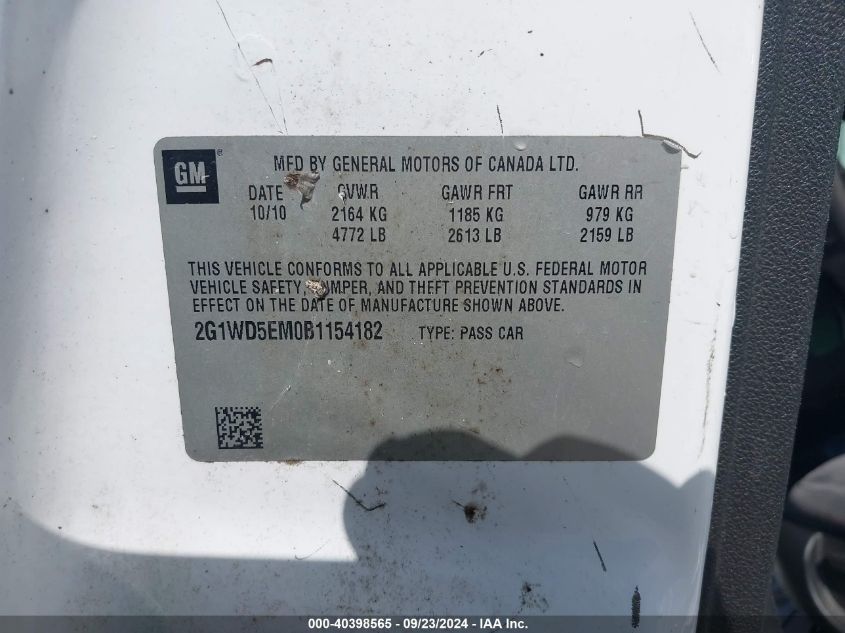 GM ®
MFD BY GENERAL MOTORS OF CANADA LTD.
DATE GVWR GAWR FRT GAWR RR
10/10 2164 KG 1185 KG 979 KG
4772 LB 2613 LB 2159 LB
THIS VEHICLE CONFORMS TO ALL APPLICABLE U.S. FEDERAL MOTOR
VEHICLE SAFETY, BUMPER, AND THEFT PREVENTION STANDARDS IN
EFFECT ON THE DATE OF MANUFACTURE SHOWN ABOVE.
2G1WD5EM0B1154182 TYPE: PASS CAR
000-40398565 - 09/23/2024 - IAAI.COM